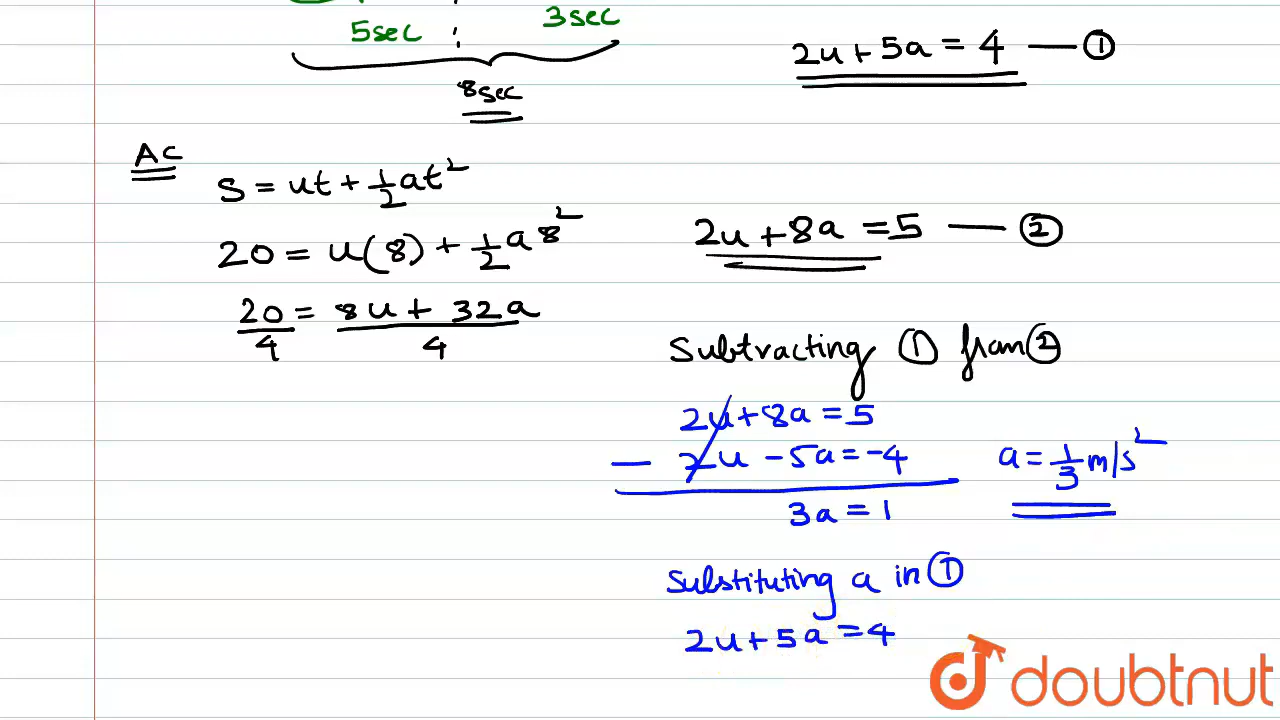 5sec 3sec
8sec
2u + 5a = 4 — ①
AC
S = ut + 1/2 at²
20 = u(8) + 1/2 a 8²
20/4 = 8u + 32a/4
2u + 8a = 5 — ②
Subtracting ① from ②
2u + 8a = 5
— 2u - 5a = -4
3a = 1
a = 1/3 m/s²
Substituting a in ①
2u + 5a = 4
doubtnut